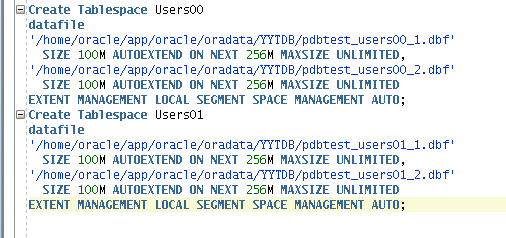 Create Tablespace Users00
datafile
'/home/oracle/app/oracle/oradata/YYTDB/pdbtest_users00_1.dbf'
SIZE 100M AUTOEXTEND ON NEXT 256M MAXSIZE UNLIMITED,
'/home/oracle/app/oracle/oradata/YYTDB/pdbtest_users00_2.dbf'
SIZE 100M AUTOEXTEND ON NEXT 256M MAXSIZE UNLIMITED
EXTENT MANAGEMENT LOCAL SEGMENT SPACE MANAGEMENT AUTO;
Create Tablespace Users01
datafile
'/home/oracle/app/oracle/oradata/YYTDB/pdbtest_users01_1.dbf'
SIZE 100M AUTOEXTEND ON NEXT 256M MAXSIZE UNLIMITED,
'/home/oracle/app/oracle/oradata/YYTDB/pdbtest_users01_2.dbf'
SIZE 100M AUTOEXTEND ON NEXT 256M MAXSIZE UNLIMITED
EXTENT MANAGEMENT LOCAL SEGMENT SPACE MANAGEMENT AUTO;